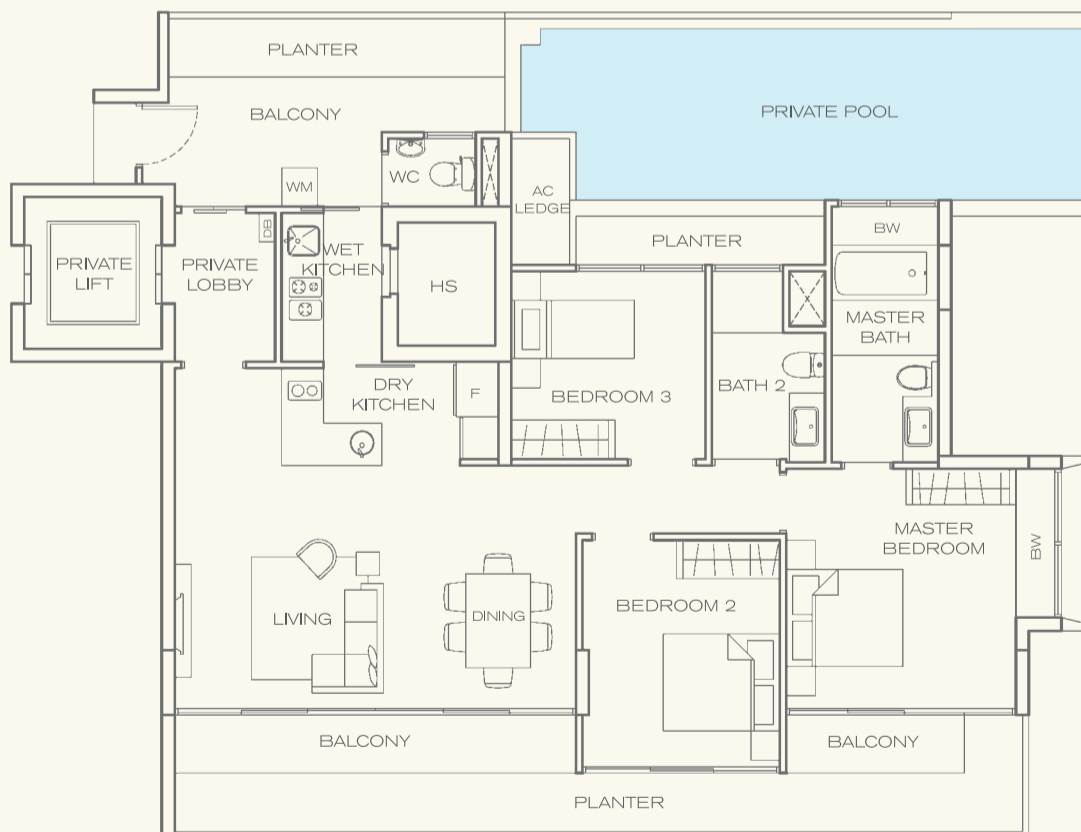 PLANTER
BALCONY
PRIVATE POOL
WC
WM
AC
LEDGE
DB
BW
PRIVATE
LIFT
PRIVATE
LOBBY
WET
KITCHEN
HS
PLANTER
MASTER
BATH
DRY
KITCHEN
F
BEDROOM 3
BATH 2
MASTER
BEDROOM
BW
LIVING
DINING
BEDROOM 2
BALCONY
BALCONY
PLANTER